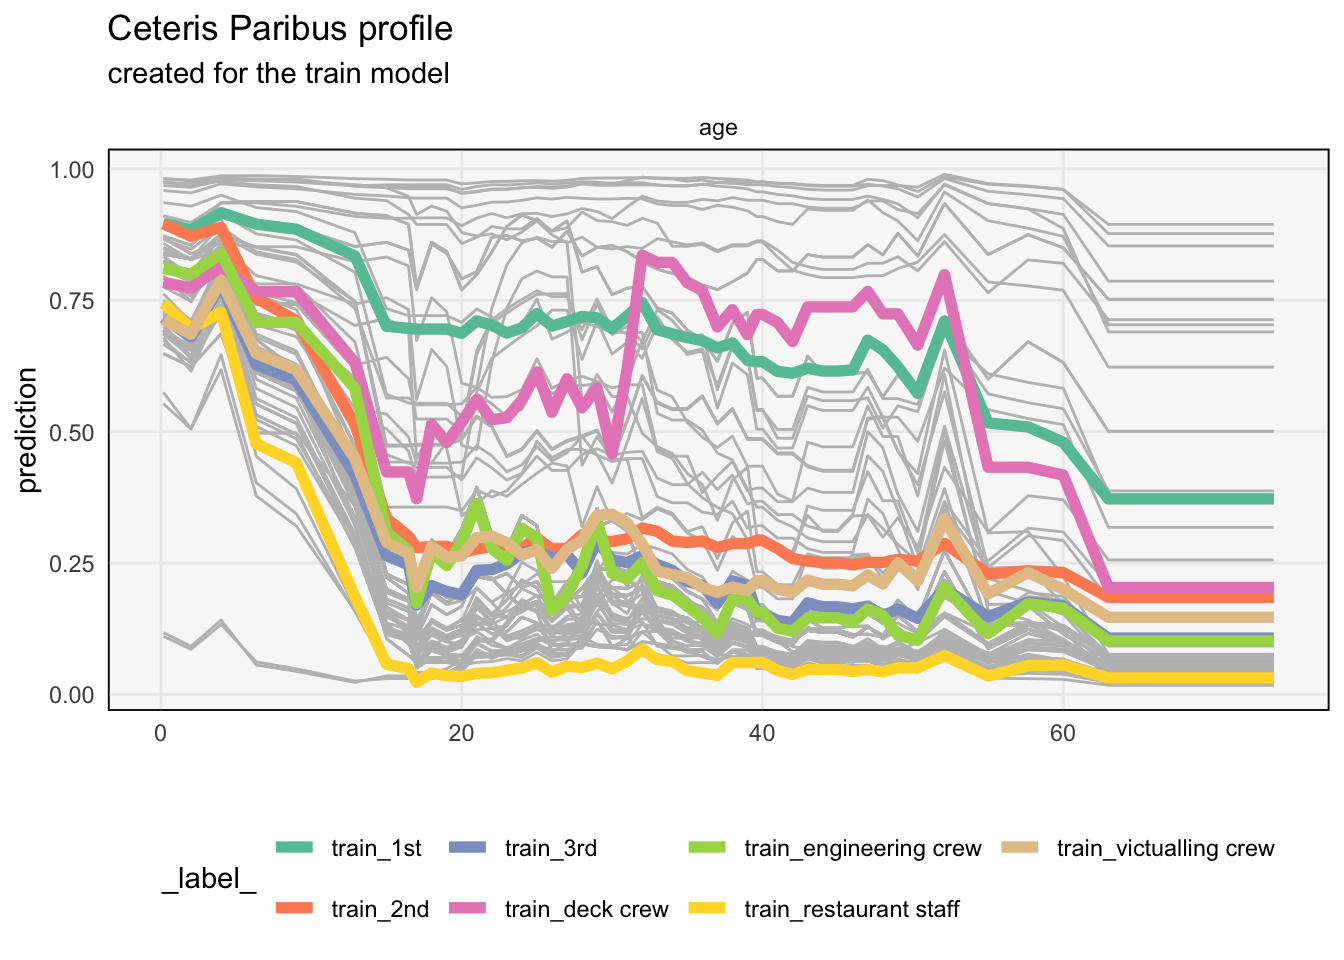 Ceteris Paribus profile
created for the train model
age
1.00
0.75
0.50
0.25
0.00
prediction
0 20 40 60
_label_
train_1st train_3rd train_engineering crew train_victualling crew
train_2nd train_deck crew train_restaurant staff